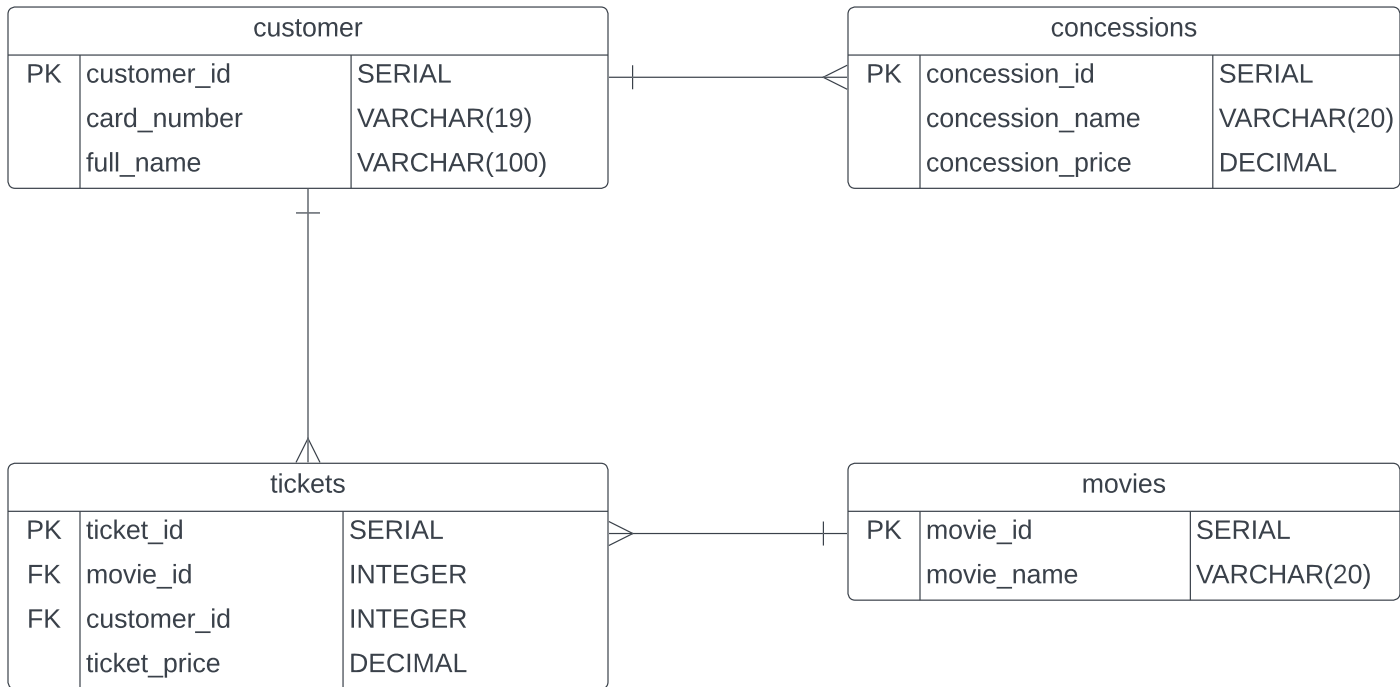 customer
PK customer_id SERIAL
card_number VARCHAR(19)
full_name VARCHAR(100)
concessions
PK concession_id SERIAL
concession_name VARCHAR(20)
concession_price DECIMAL
tickets
PK ticket_id SERIAL
FK movie_id INTEGER
FK customer_id INTEGER
ticket_price DECIMAL
movies
PK movie_id SERIAL
movie_name VARCHAR(20)